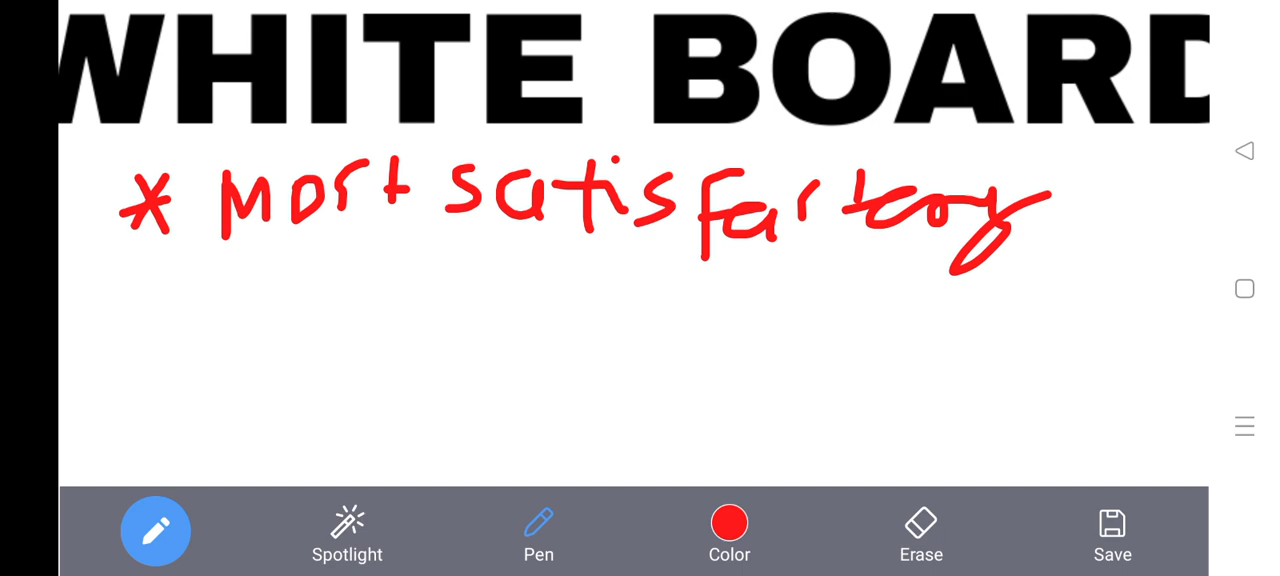 WHITE BOARD
* Most satisfactory
Spotlight Pen Color Erase Save